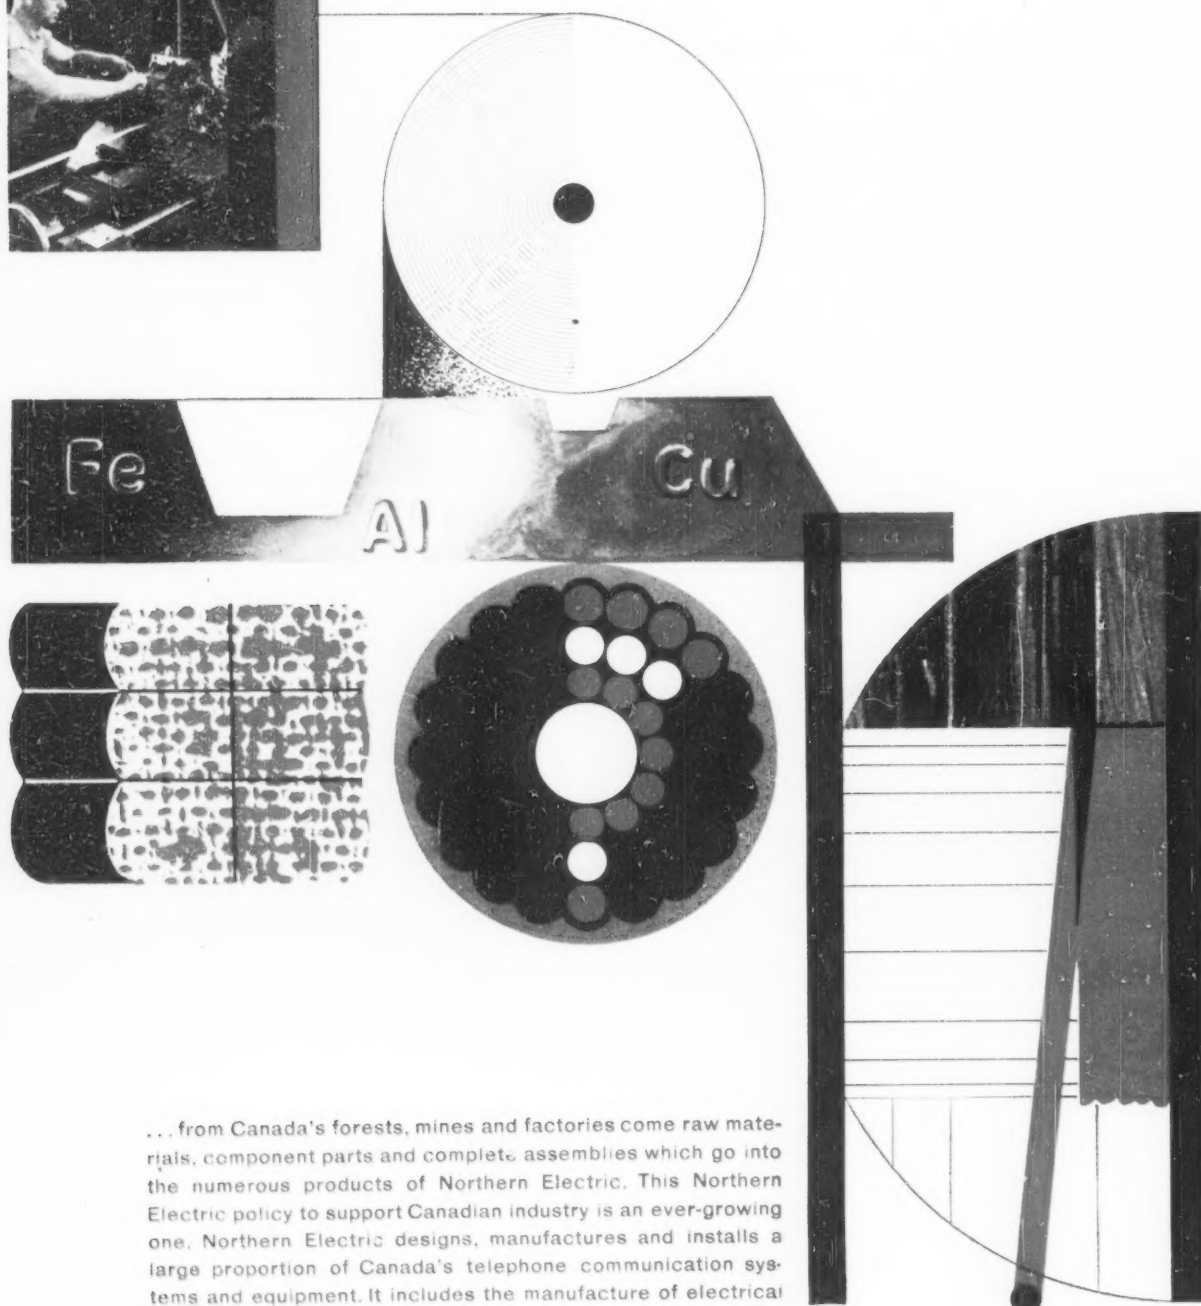 Fe
Al
Cu
...from Canada's forests, mines and factories come raw mate-
rials, component parts and complete assemblies which go into
the numerous products of Northern Electric. This Northern
Electric policy to support Canadian industry is an ever-growing
one. Northern Electric designs, manufactures and installs a
large proportion of Canada's telephone communication sys-
tems and equipment. It includes the manufacture of electrical